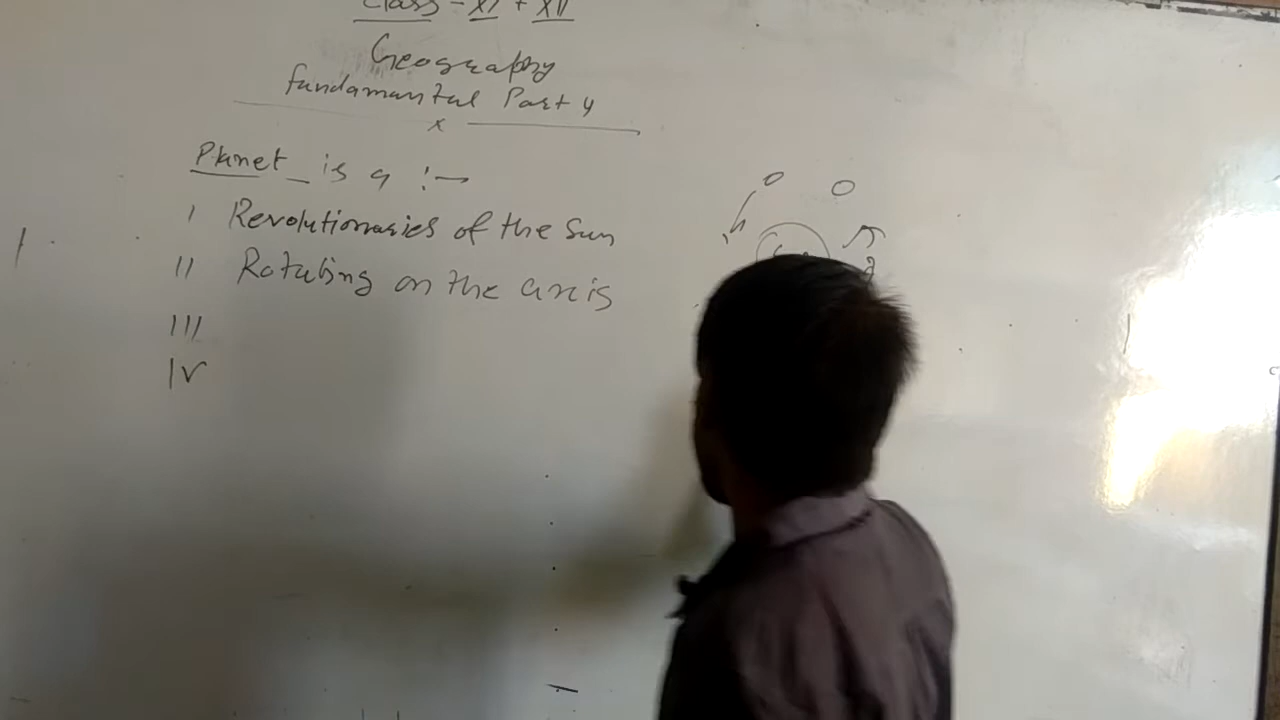 Class - XI + XII
Geography
fundamantal Part 4
x
Planet is a :-
I Revolutionaries of the Sun
II Rotating on the axis
III
IV